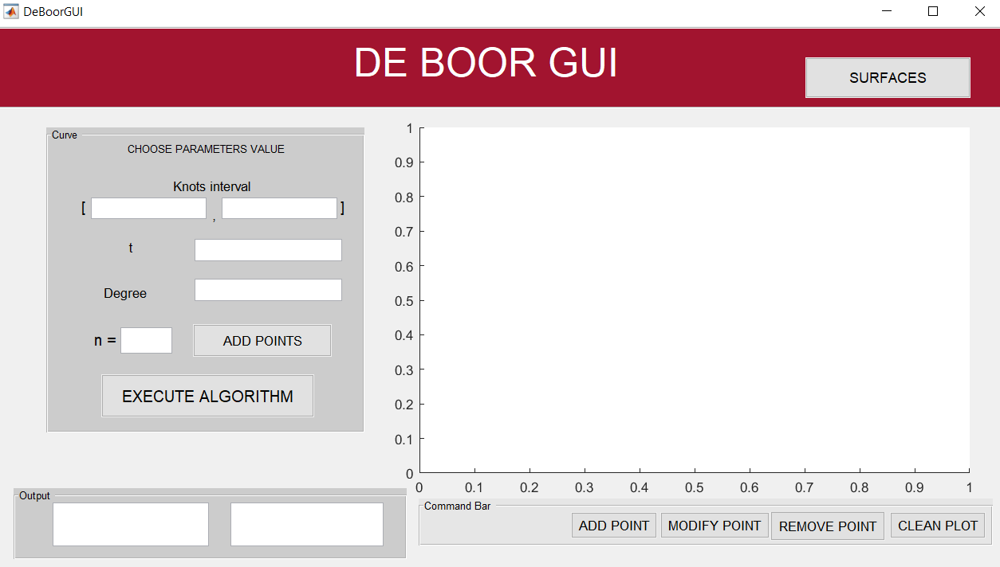 DeBoorGUI
DE BOOR GUI
SURFACES
Curve
CHOOSE PARAMETERS VALUE
Knots interval
[ , ]
t
Degree
n =
ADD POINTS
EXECUTE ALGORITHM
1
0.9
0.8
0.7
0.6
0.5
0.4
0.3
0.2
0.1
0
0 0.1 0.2 0.3 0.4 0.5 0.6 0.7 0.8 0.9 1
Output
Command Bar
ADD POINT MODIFY POINT REMOVE POINT CLEAN PLOT